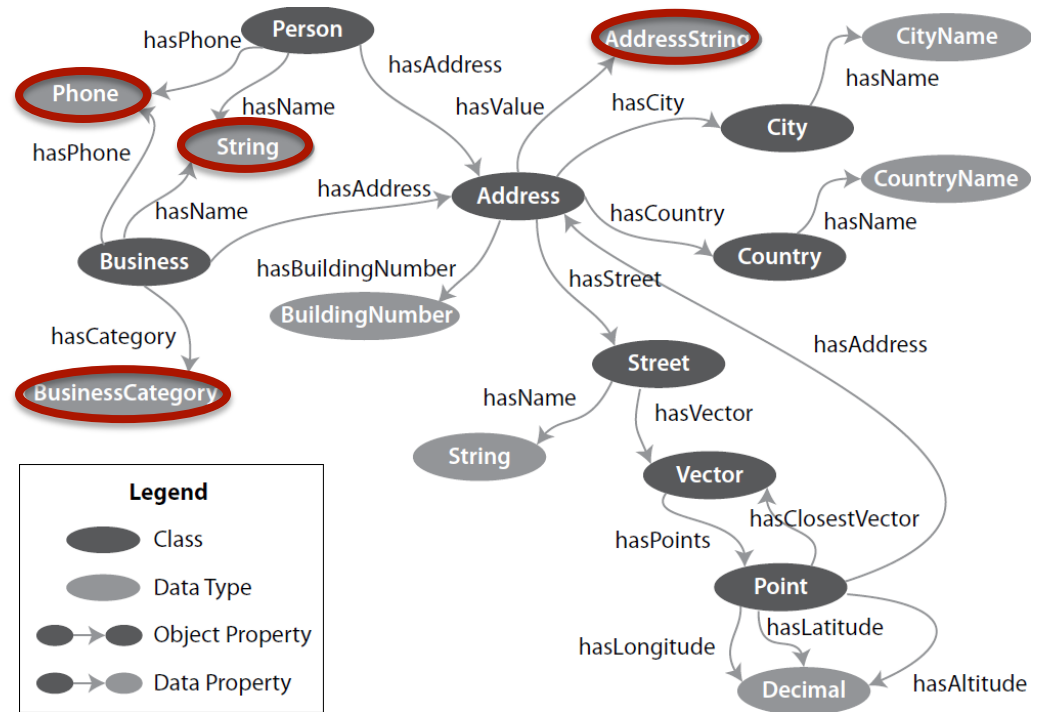 Person
AddressString
CityName
hasPhone
hasAddress
hasName
Phone
hasCity
hasName
hasValue
City
String
hasPhone
CountryName
hasAddress
Address
hasName
hasCountry
hasName
Business
Country
hasBuildingNumber
hasStreet
BuildingNumber
hasCategory
hasAddress
Street
BusinessCategory
hasName
hasVector
String
Vector
Legend
hasClosestVector
Class
hasPoints
Data Type
Point
Object Property
hasLatitude
hasLongitude
Data Property
Decimal
hasAltitude